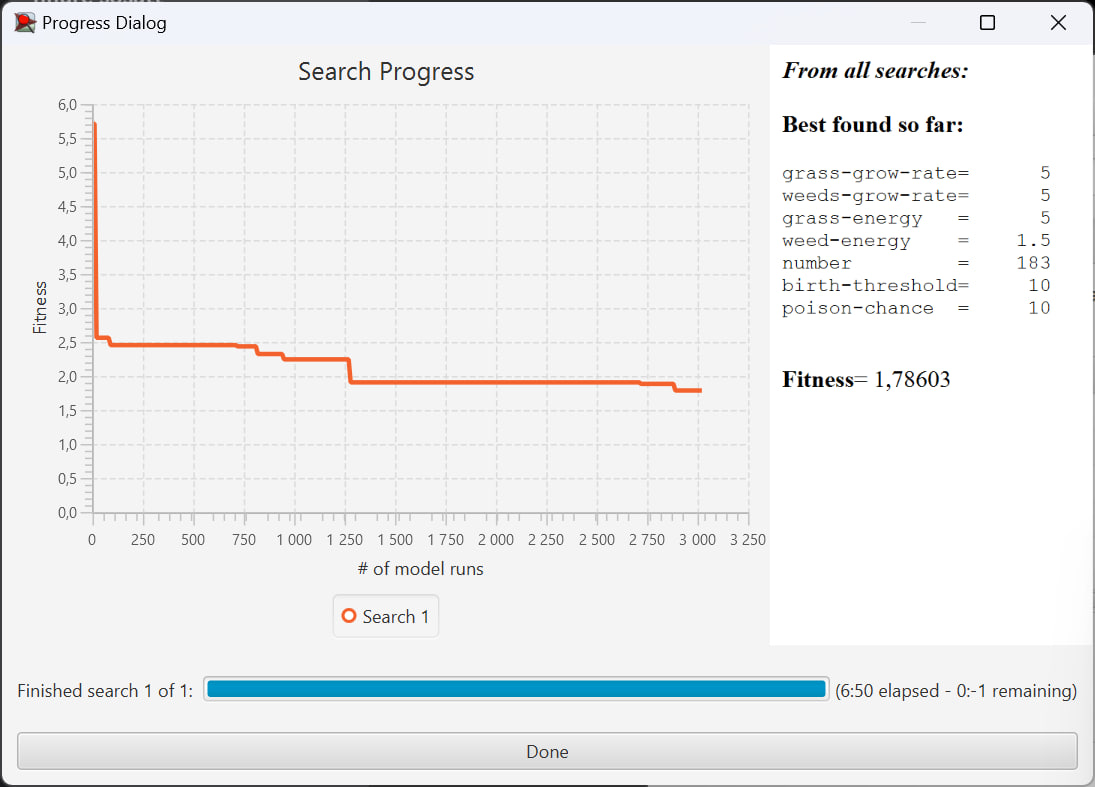 Progress Dialog
Search Progress
Fitness
6,0
5,5
5,0
4,5
4,0
3,5
3,0
2,5
2,0
1,5
1,0
0,5
0,0
0 250 500 750 1 000 1 250 1 500 1 750 2 000 2 250 2 500 2 750 3 000 3 250
# of model runs
Search 1
From all searches:
Best found so far:
grass-grow-rate= 5
weeds-grow-rate= 5
grass-energy = 5
weed-energy = 1.5
number = 183
birth-threshold= 10
poison-chance = 10
Fitness= 1,78603
Finished search 1 of 1: (6:50 elapsed - 0:-1 remaining)
Done